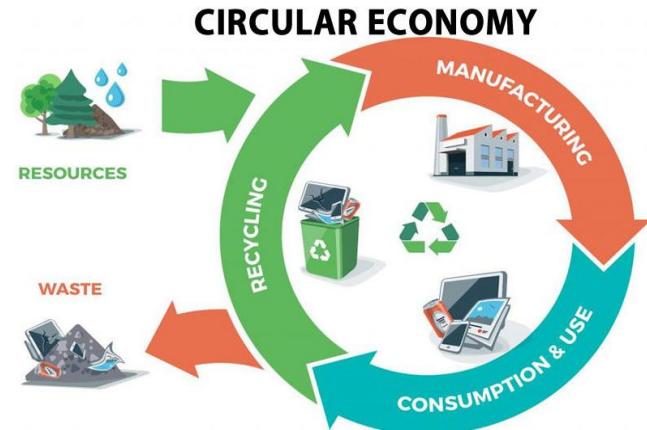 CIRCULAR ECONOMY
RESOURCES
MANUFACTURING
RECYCLING
WASTE
CONSUMPTION & USE